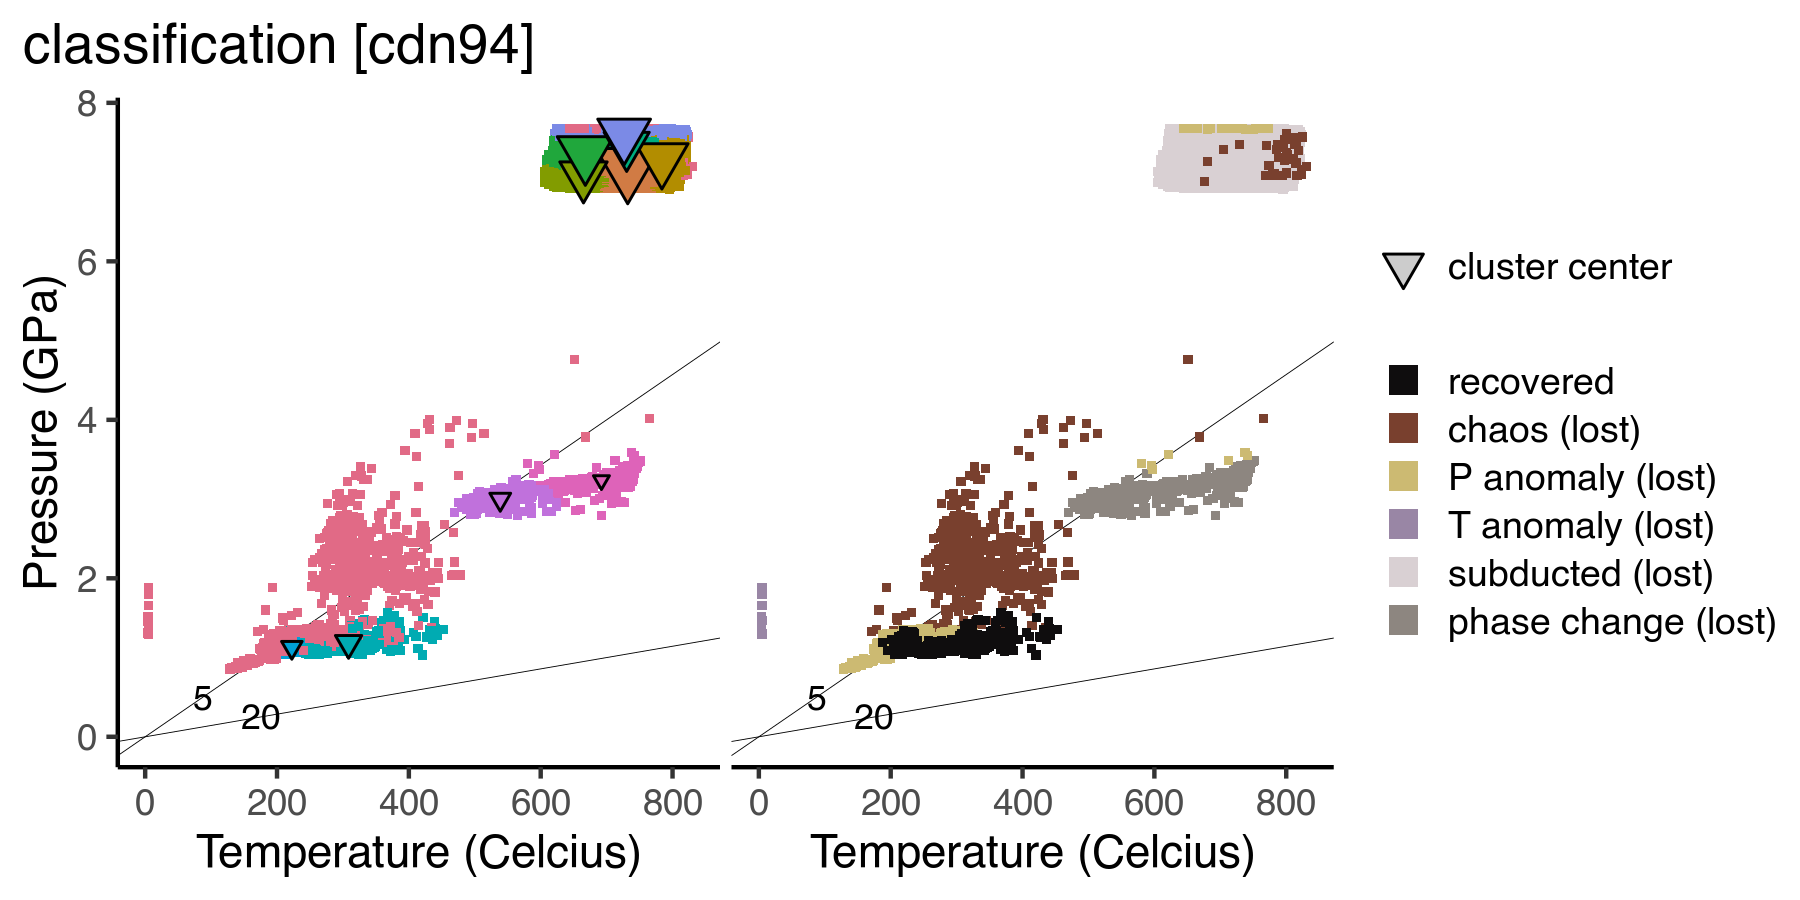 classification [cdn94]
8
6
4
2
0
Pressure (GPa)
5
20
0 200 400 600 800
Temperature (Celcius)
5
20
0 200 400 600 800
Temperature (Celcius)
cluster center
recovered
chaos (lost)
P anomaly (lost)
T anomaly (lost)
subducted (lost)
phase change (lost)